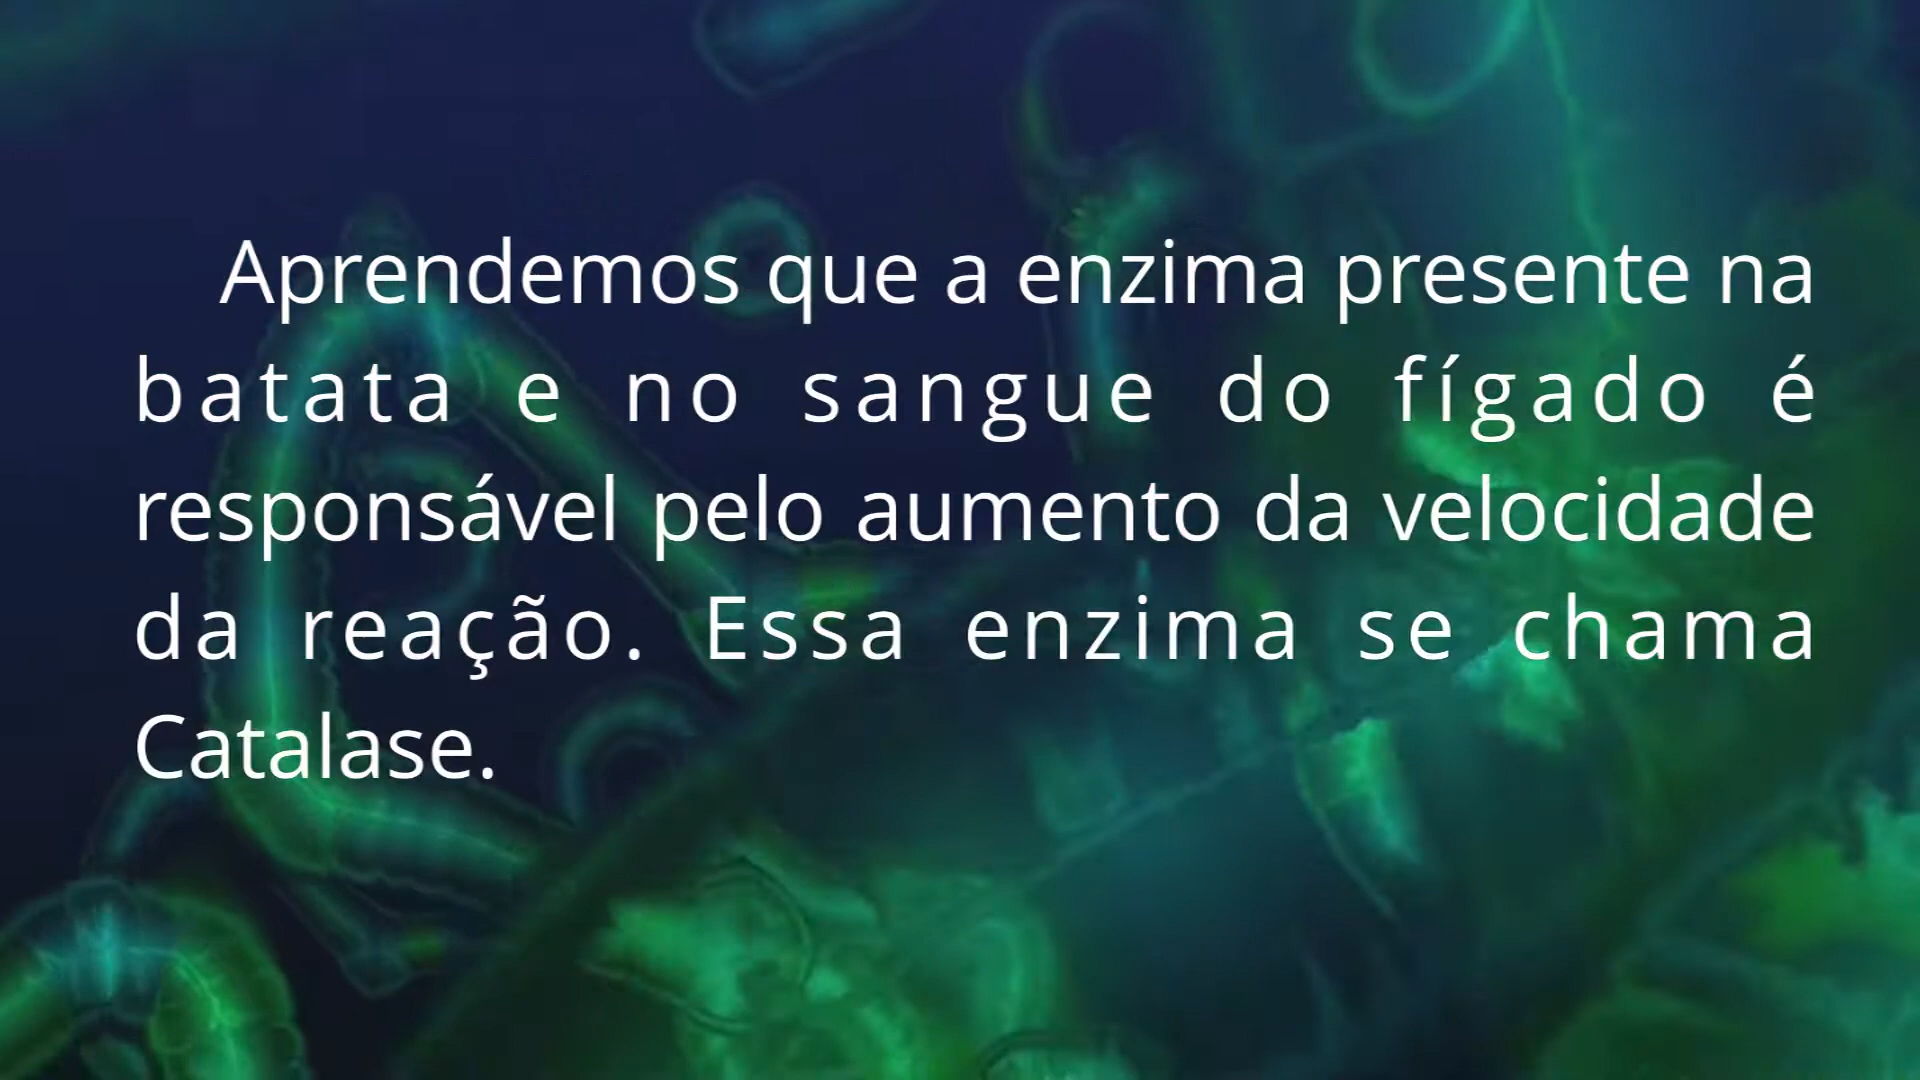 Aprendemos que a enzima presente na
batata e no sangue do fígado é
responsável pelo aumento da velocidade
da reação. Essa enzima se chama
Catalase.